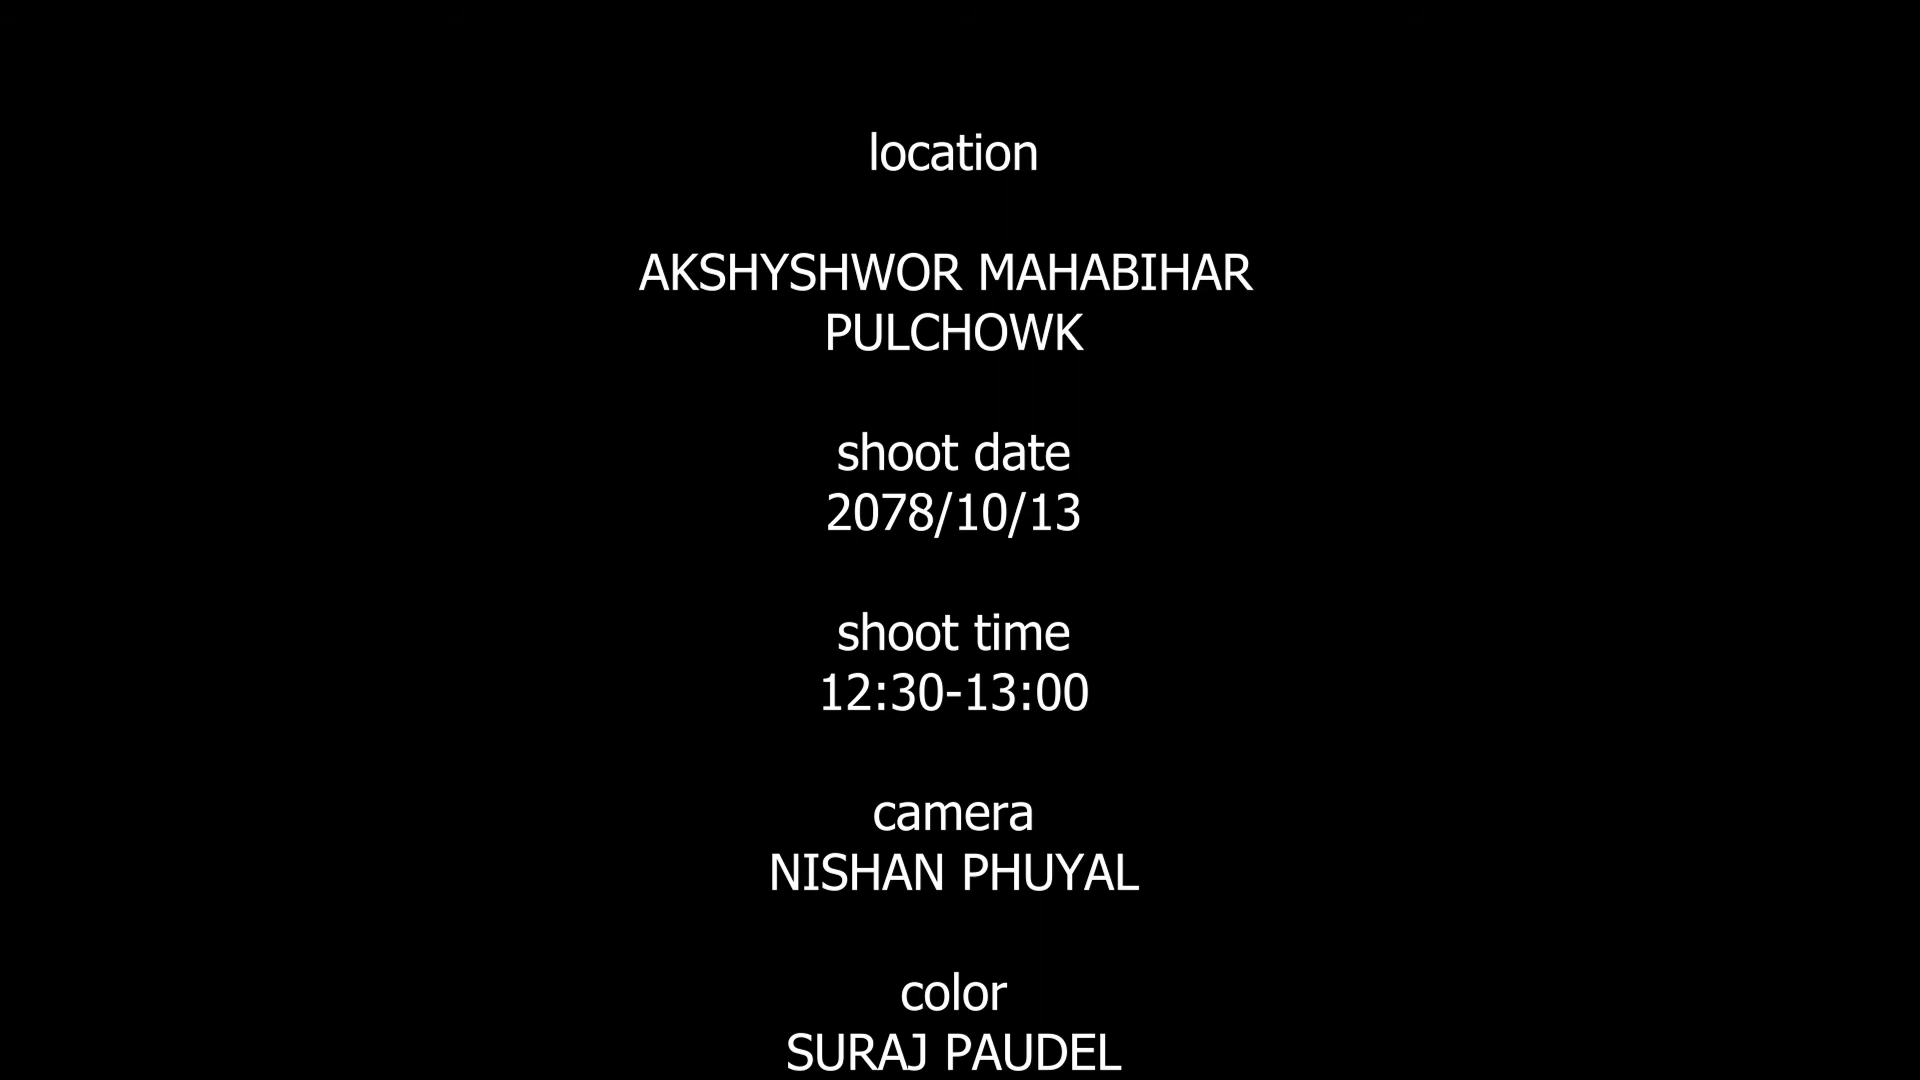 location
AKSHYSHWOR MAHABIHAR
PULCHOWK
shoot date
2078/10/13
shoot time
12:30-13:00
camera
NISHAN PHUYAL
color
SURAJ PAUDEL